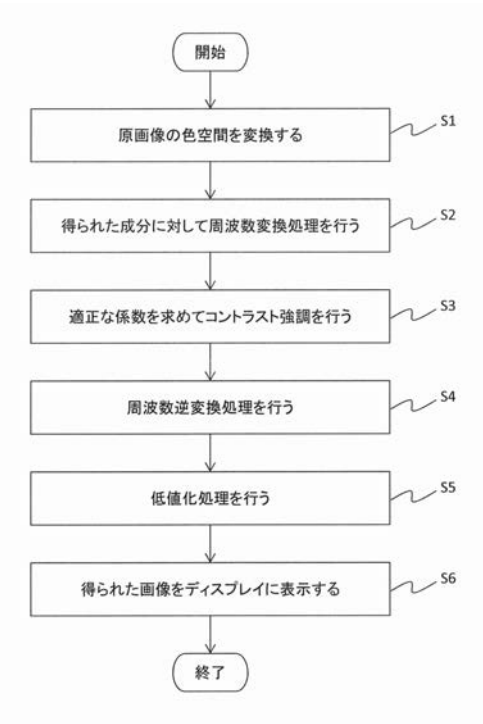 開始
原画像の色空間を変換する
S1
得られた成分に対して周波数変換処理を行う
S2
適正な係数を求めてコントラスト強調を行う
S3
周波数逆変換処理を行う
S4
低値化処理を行う
S5
得られた画像をディスプレイに表示する
S6
終了